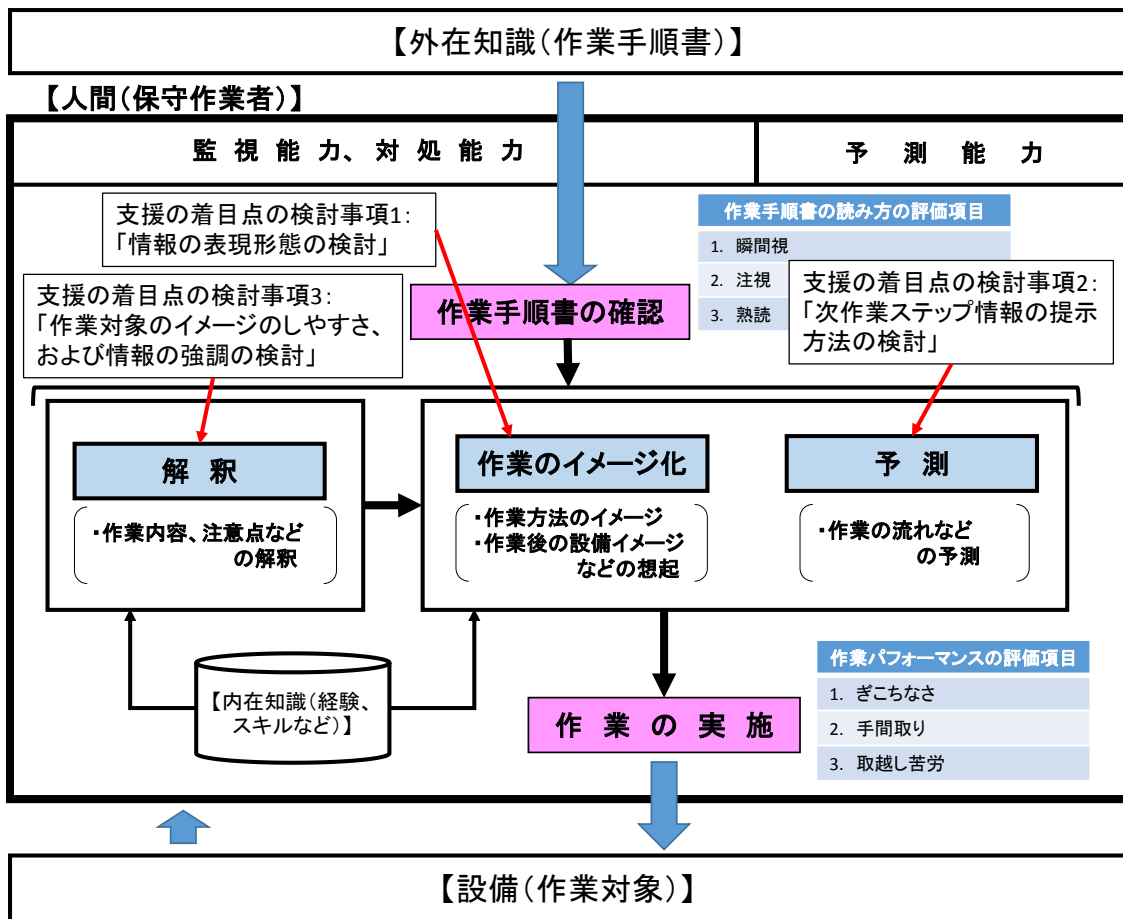 【外在知識(作業手順書)】
【人間(保守作業者)】
監視能力、対処能力
予測能力
支援の着目点の検討事項1:
「情報の表現形態の検討」
作業手順書の読み方の評価項目
1. 瞬間視
2. 注視
3. 熟読
支援の着目点の検討事項3:
「作業対象のイメージのしやすさ、
および情報の強調の検討」
作業手順書の確認
支援の着目点の検討事項2:
「次作業ステップ情報の提示
方法の検討」
解釈
・作業内容、注意点など
の解釈
作業のイメージ化
・作業方法のイメージ
・作業後の設備イメージ
などの想起
予測
・作業の流れなど
の予測
【内在知識(経験、
スキルなど)】
作業の実施
作業パフォーマンスの評価項目
1. ぎこちなさ
2. 手間取り
3. 取越し苦労
【設備(作業対象)】